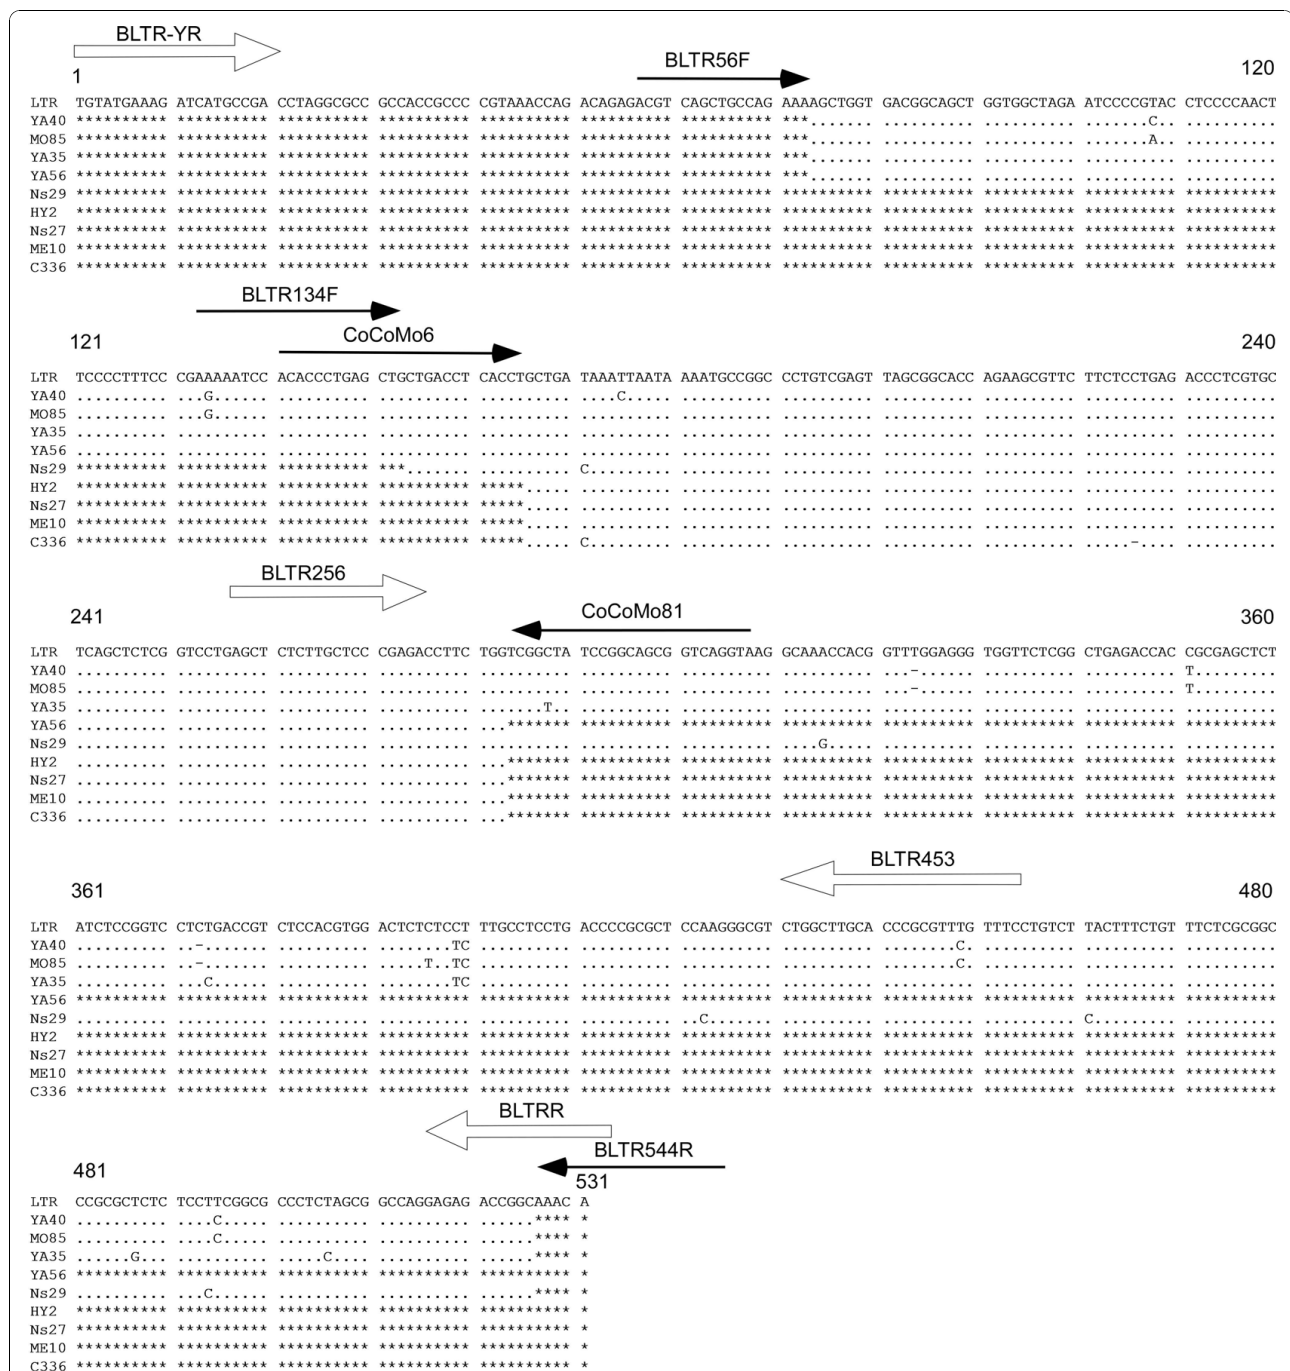 BLTR-YR
BLTR56F
1 120
LTR TGTATGAAAG ATCATGCCGA CCTAGGCGCC GCCACCGCCC CGTAAACCAG ACAGAGACGT CAGCTGCCAG AAAAGCTGGT GACGGCAGCT GGTGGCTAGA ATCCCCGTAC CTCCCCAACT
YA40 ********** ********** ********** ********** ********** ********** ********** ***....... .......... .......... .......C.. ..........
MO85 ********** ********** ********** ********** ********** ********** ********** ***....... .......... .......... .......A.. ..........
YA35 ********** ********** ********** ********** ********** ********** ********** ***....... .......... .......... .......... ..........
YA56 ********** ********** ********** ********** ********** ********** ********** ***....... .......... .......... .......... ..........
Ns29 ********** ********** ********** ********** ********** ********** ********** ********** ********** ********** ********** **********
HY2 ********** ********** ********** ********** ********** ********** ********** ********** ********** ********** ********** **********
Ns27 ********** ********** ********** ********** ********** ********** ********** ********** ********** ********** ********** **********
ME10 ********** ********** ********** ********** ********** ********** ********** ********** ********** ********** ********** **********
C336 ********** ********** ********** ********** ********** ********** ********** ********** ********** ********** ********** **********
BLTR134F
CoCoMo6
121 240
LTR TCCCCTTTCC CGAAAAATCC ACACCCTGAG CTGCTGACCT CACCTGCTGA TAAATTAATA AAATGCCGGC CCTGTCGAGT TAGCGGCACC AGAAGCGTTC TTCTCCTGAG ACCCTCGTGC
YA40 .......... ...G...... .......... .......... .......... ....C..... .......... .......... .......... .......... .......... ..........
MO85 .......... ...G...... .......... .......... .......... .......... .......... .......... .......... .......... .......... ..........
YA35 .......... .......... .......... .......... .......... .......... .......... .......... .......... .......... .......... ..........
YA56 .......... .......... .......... .......... .......... .......... .......... .......... .......... .......... .......... ..........
Ns29 ********** ********** ********** ***....... .......... C......... .......... .......... .......... .......... .......... ..........
HY2 ********** ********** ********** ********** *****..... .......... .......... .......... .......... .......... .......... ..........
Ns27 ********** ********** ********** ********** *****..... .......... .......... .......... .......... .......... .......... ..........
ME10 ********** ********** ********** ********** *****..... .......... .......... .......... .......... .......... .......... ..........
C336 ********** ********** ********** ********** *****..... C......... .......... .......... .......... .......... .....-.... ..........
BLTR256
CoCoMo81
241 360
LTR TCAGCTCTCGG GTCCTGAGCT CTCTTGCTCC CGAGACCTTC TGGTCGGCTA TCCGGCAGCG GTCAGGTAAG GCAAACCACG GTTTGGAGGG TGGTTCTCGG CTGAGACCAC CGCGAGCTCT
YA40 .......... .......... .......... .......... .......... .......... .......... .......... ...-...... .......... .......... T.........
MO85 .......... .......... .......... .......... .......... .......... .......... .......... ...-...... .......... .......... T.........
YA35 .......... .......... .......... .......... .......T.. .......... .......... .......... .......... .......... .......... ..........
YA56 .......... .......... .......... .......... ...******* ********** ********** ********** ********** ********** ********** **********
Ns29 .......... .......... .......... .......... .......... .......... .......... ....G..... .......... .......... .......... ..........
HY2 .......... .......... .......... .......... ...******* ********** ********** ********** ********** ********** ********** **********
Ns27 .......... .......... .......... .......... ...******* ********** ********** ********** ********** ********** ********** **********
ME10 .......... .......... .......... .......... ...******* ********** ********** ********** ********** ********** ********** **********
C336 .......... .......... .......... .......... ...******* ********** ********** ********** ********** ********** ********** **********
BLTR453
361 480
LTR ATCTCCGGTC CTCTGACCGT CTCCACGTGG ACTCTCTCCT TTGCCTCCTG ACCCCGCGCT CCAAGGGCGT CTGGCTTGCA CCCGCGTTTG TTTCCTGTCT TACTTTCTGT TTCTCGCGGC
YA40 .......... ..-....... .......... ........TC .......... .......... .......... .......... ........C. .......... .......... ..........
MO85 .......... ..-....... .......... .....T..TC .......... .......... .......... .......... ........C. .......... .......... ..........
YA35 .......... ...C...... .......... ........TC .......... .......... .......... .......... .......... .......... .......... ..........
YA56 ********** ********** ********** ********** ********** ********** ********** ********** ********** ********** ********** **********
Ns29 .......... .......... .......... .......... .......... .......... ..C....... .......... .......... .......... C......... ..........
HY2 ********** ********** ********** ********** ********** ********** ********** ********** ********** ********** ********** **********
Ns27 ********** ********** ********** ********** ********** ********** ********** ********** ********** ********** ********** **********
ME10 ********** ********** ********** ********** ********** ********** ********** ********** ********** ********** ********** **********
C336 ********** ********** ********** ********** ********** ********** ********** ********** ********** ********** ********** **********
BLTRR
BLTR544R
481 531
LTR CCGCGCTCTC TCCTTCGGCG CCCTCTAGCG GCCAGGAGAG ACCGGCAAAC A
YA40 .......... ....C..... .......... .......... ......**** *
MO85 .......... ....C..... .......... .......... ......**** *
YA35 ......G... .......... .....C.... .......... ......**** *
YA56 ********** ********** ********** ********** ********** *
Ns29 .......... ...C...... .......... .......... ......**** *
HY2 ********** ********** ********** ********** ********** *
Ns27 ********** ********** ********** ********** ********** *
ME10 ********** ********** ********** ********** ********** *
C336 ********** ********** ********** ********** ********** *